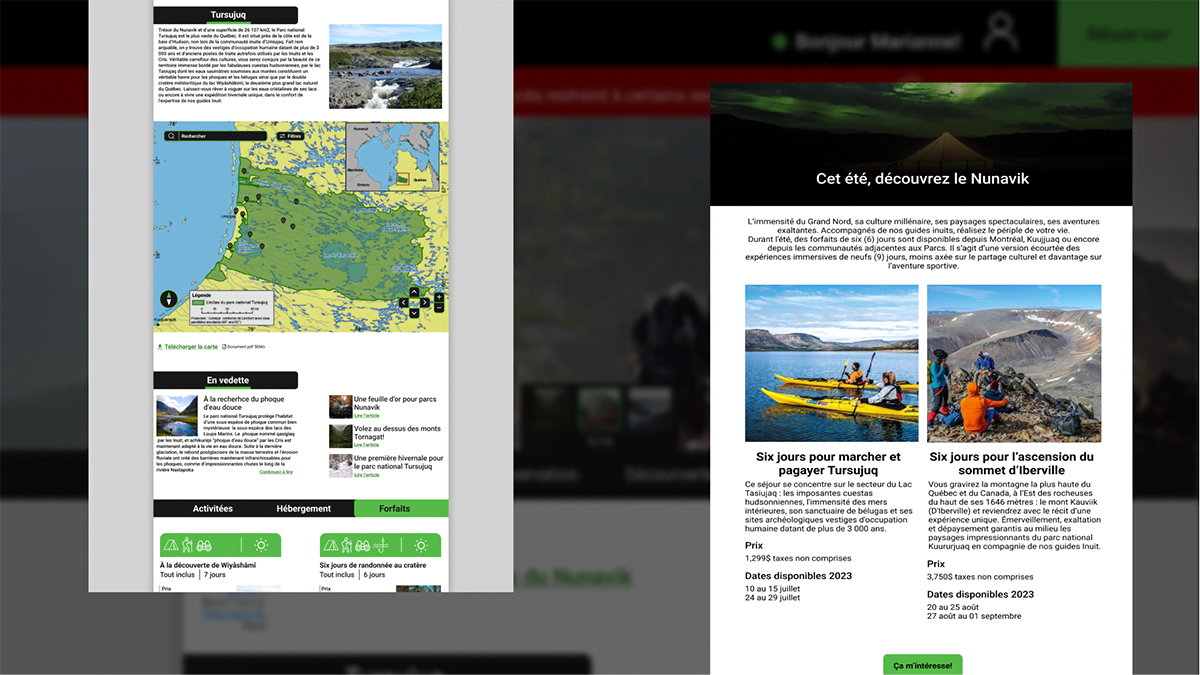 Bonjour Marianne!
Réserver
Tursujuq
Trésor du Nunavik et d'une superficie de 26 107 km2, le Parc national
Tursujuq est le plus vaste du Québec. Il est situé près de la côte est de la
baie d'Hudson, non loin de la communauté inuite d'Umiujaq. Fait rem
arquable, on y trouve des vestiges d'occupation humaine datant de plus de 3
000 ans et d'anciens postes de traite autrefois utilisés par les Inuits et les
Cris. Véritable carrefour des cultures, vous serez conquis par la beauté de ce
territoire immense bordé par les fabuleuses cuestas hudsoniennes, par le lac
Tasiujaq dont les eaux saumâtres soumises aux marées constituent un
véritable havre pour les phoques et les bélugas ainsi que par le double
cratère météoritique du lac Wiyâshâkimî, le deuxième plus grand lac naturel
du Québec. Laissez-vous rêver à voguer sur les eaux cristalines de ses lacs
ou encore à vivre une expédition hivernale unique, dans le confort de
l'expertise de nos guides Inuit.
Rechercher
Filtres
Nunavut
Manitoba
Ontario
Québec
Umiujaq
Légende
Limites du parc national Tursujuq
-76°
Télécharger la carte
Document pdf 50Mo
En vedette
À la recherhce du phoque
d'eau douce
Le parc national Tursujuq protège l'habitat
d'une sous-espèce de phoque commun bien
mystérieuse: la sous-espèce des lacs des
Loups Marins. Le phoque nommé qasigiaq
par les Inuit, et achikunipi "phoque d'eau douce" par les Cris est
maintenant adapté à la vie en eau douce. Suite à la dernière
glaciation, le rebond postglaciaire de la masse terrestre et l'érosion
fluviale ont créé des barrières maintenant infranchissables pour
les phoques, comme d'impressionnantes chutes le long de la
rivière Nastapoka
Continuez à lire
Une feuille d'or pour parcs
Nunavik
Lire l'article
Volez au dessus des monts
Tornagat!
Lire l'article
Une première hivernale pour
le parc national Tursujuq
Lire l'article
Activitées
Hébergement
Forfaits
À la découverte de Wiyâshâmî
Tout inclus | 7 jours
Prix
Six jours de randonnée au cratère
Tout inclus | 6 jours
Prix
du Nunavik
Cet été, découvrez le Nunavik
L'immensité du Grand Nord, sa culture millénaire, ses paysages spectaculaires, ses aventures
exaltantes. Accompagnés de nos guides inuits, réalisez le périple de votre vie.
Durant l'été, des forfaits de six (6) jours sont disponibles depuis Montréal, Kuujjuaq ou encore
depuis les communautés adjacentes aux Parcs. Il s'agit d'une version écourtée des
expériences immersives de neufs (9) jours, moins axée sur le partage culturel et davantage sur
l'aventure sportive.
Six jours pour marcher et
pagayer Tursujuq
Ce séjour se concentre sur le secteur du Lac
Tasiujaq : les imposantes cuestas
hudsonniennes, l'immensité des mers
intérieures, son sanctuaire de bélugas et ses
sites archéologiques vestiges d'occupation
humaine datant de plus de 3 000 ans.
Prix
1,299$ taxes non comprises
Dates disponibles 2023
10 au 15 juillet
24 au 29 juillet
Six jours pour l'ascension du
sommet d'Iberville
Vous gravirez la montagne la plus haute du
Québec et du Canada, à l'Est des rocheuses
du haut de ses 1646 mètres : le mont Kauviik
(D'Iberville) et reviendrez avec le récit d'une
expérience unique. Émerveillement, exaltation
et dépaysement garantis au milieu les
paysages impressionnants du parc national
Kuururjuaq en compagnie de nos guides Inuit.
Prix
3,750$ taxes non comprises
Dates disponibles 2023
20 au 25 août
27 août au 01 septembre
Ça m'intéresse!